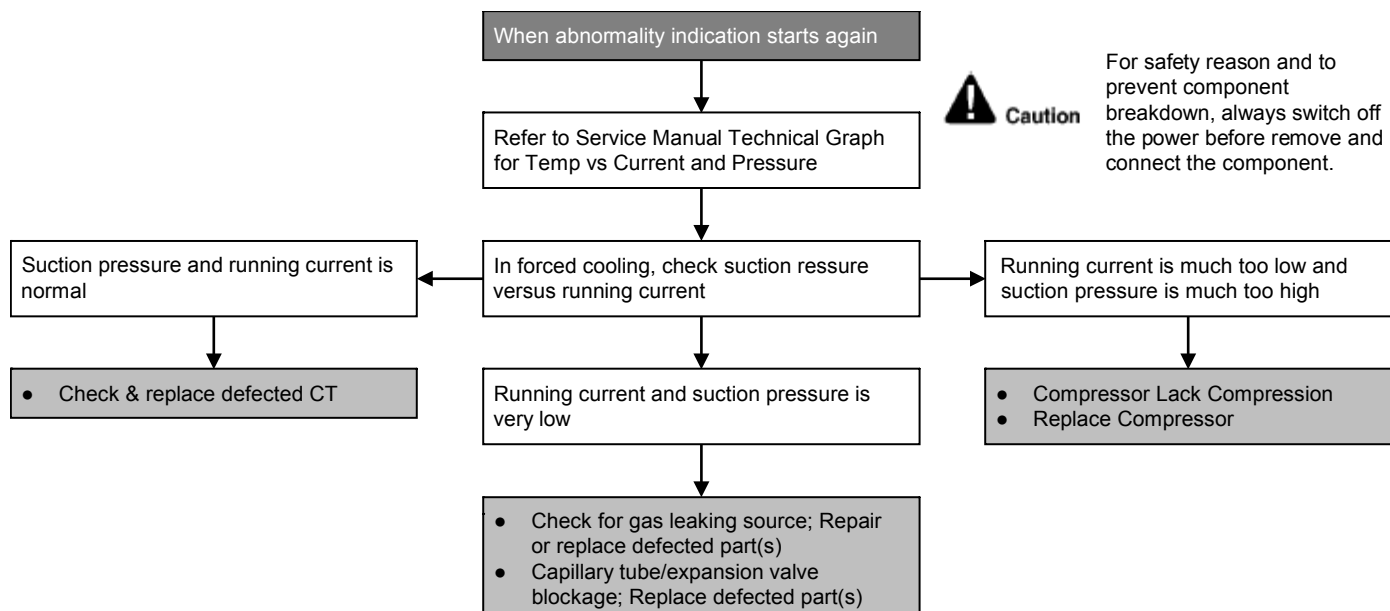 When abnormality indication starts again
For safety reason and to
prevent component
breakdown, always switch off
the power before remove and
connect the component.
Caution
Refer to Service Manual Technical Graph
for Temp vs Current and Pressure
Suction pressure and running current is
normal
In forced cooling, check suction ressure
versus running current
Running current is much too low and
suction pressure is much too high
● Check & replace defected CT
Running current and suction pressure is
very low
● Compressor Lack Compression
● Replace Compressor
● Check for gas leaking source; Repair
or replace defected part(s)
● Capillary tube/expansion valve
blockage; Replace defected part(s)